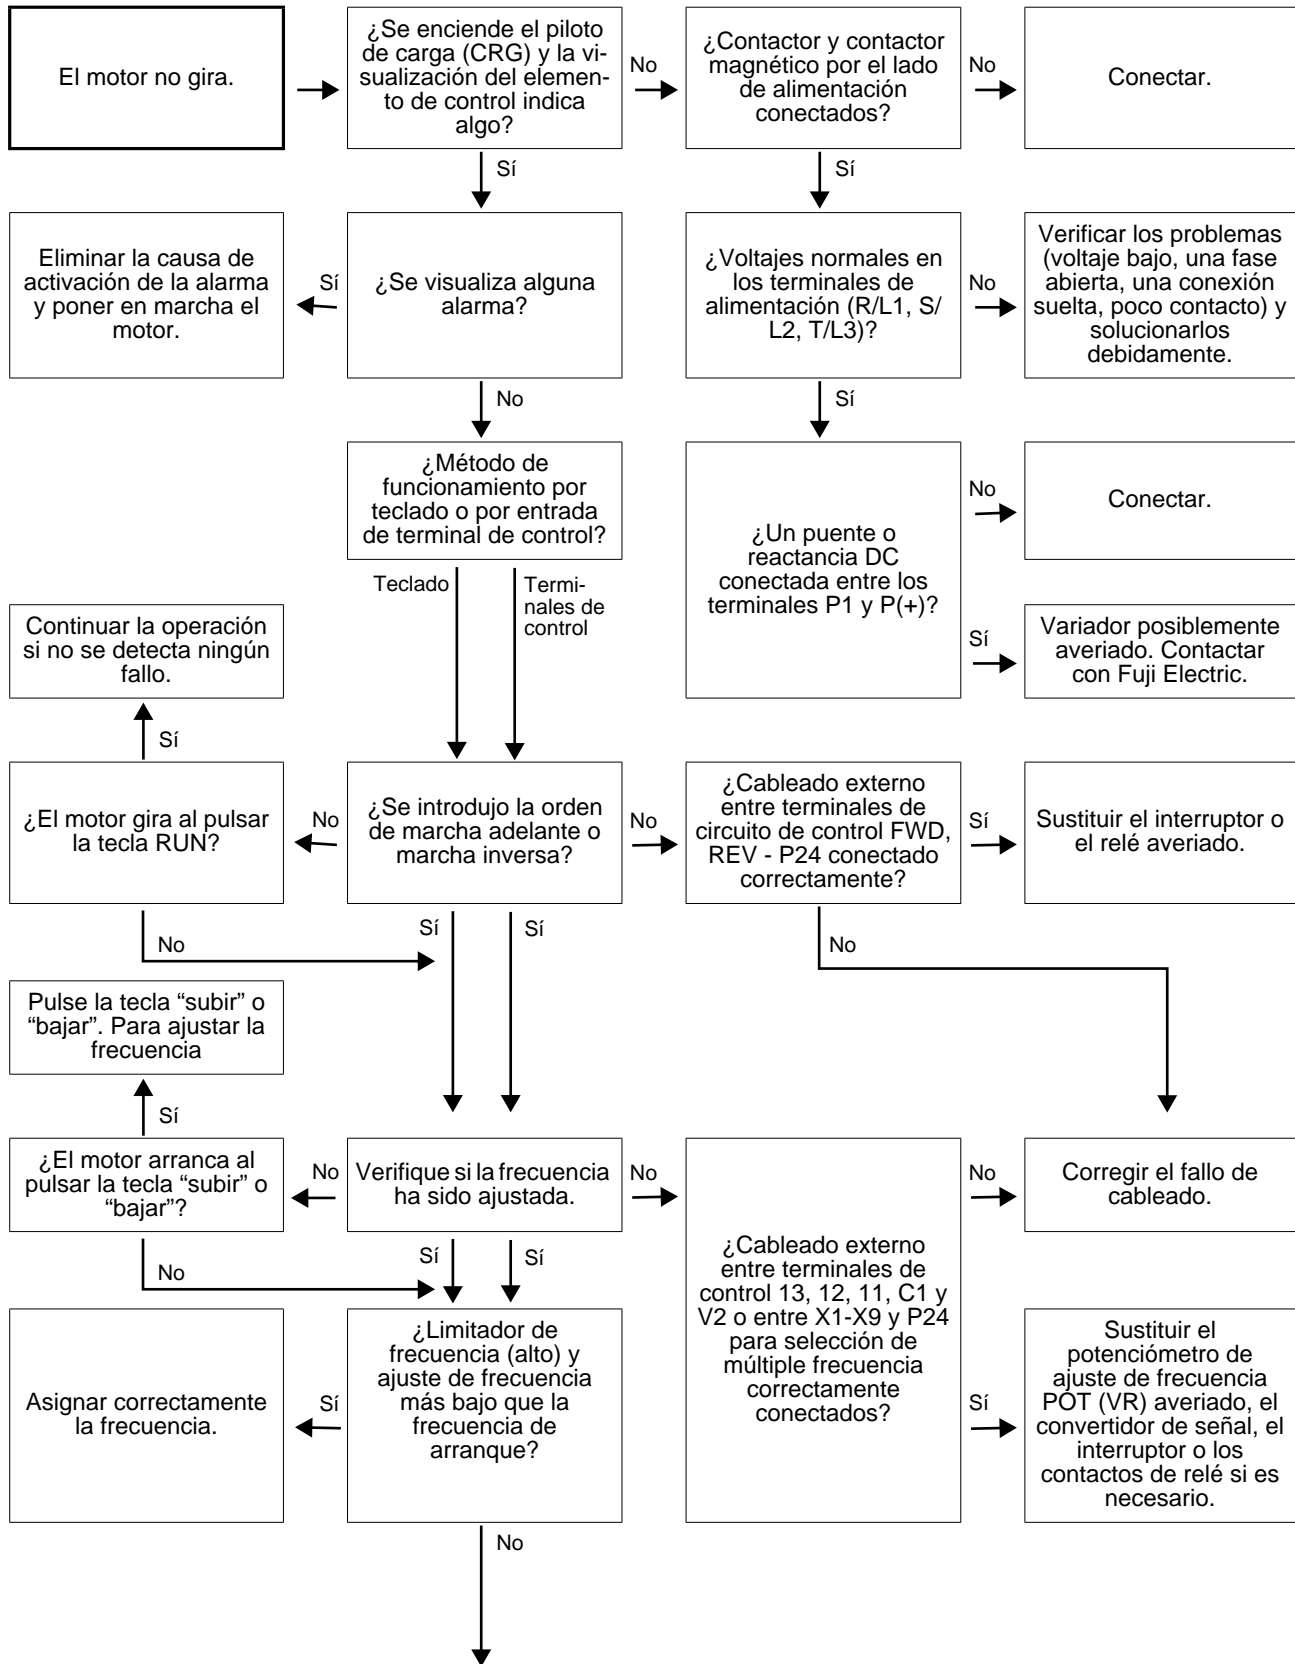 El motor no gira.
¿Se enciende el piloto
de carga (CRG) y la vi-
sualización del elemen-
to de control indica
algo?
No
¿Contactor y contactor
magnético por el lado
de alimentación
conectados?
No
Conectar.
Sí
Sí
Eliminar la causa de
activación de la alarma
y poner en marcha el
motor.
Sí
¿Se visualiza alguna
alarma?
¿Voltajes normales en
los terminales de
alimentación (R/L1, S/
L2, T/L3)?
No
Verificar los problemas
(voltaje bajo, una fase
abierta, una conexión
suelta, poco contacto) y
solucionarlos
debidamente.
No
Sí
¿Método de
funcionamiento por
teclado o por entrada
de terminal de control?
¿Un puente o
reactancia DC
conectada entre los
terminales P1 y P(+)?
No
Conectar.
Teclado
Termi-
nales de
control
Sí
Variador posiblemente
averiado. Contactar
con Fuji Electric.
Continuar la operación
si no se detecta ningún
fallo.
Sí
¿El motor gira al pulsar
la tecla RUN?
No
¿Se introdujo la orden
de marcha adelante o
marcha inversa?
No
¿Cableado externo
entre terminales de
circuito de control FWD,
REV - P24 conectado
correctamente?
Sí
Sustituir el interruptor o
el relé averiado.
No
Sí
Sí
No
Pulse la tecla “subir” o
“bajar”. Para ajustar la
frecuencia
Sí
¿El motor arranca al
pulsar la tecla “subir” o
“bajar”?
No
Verifique si la frecuencia
ha sido ajustada.
No
¿Cableado externo
entre terminales de
control 13, 12, 11, C1 y
V2 o entre X1-X9 y P24
para selección de
múltiple frecuencia
correctamente
conectados?
No
Corregir el fallo de
cableado.
No
Sí
Sí
Asignar correctamente
la frecuencia.
Sí
¿Limitador de
frecuencia (alto) y
ajuste de frecuencia
más bajo que la
frecuencia de
arranque?
Sí
Sustituir el
potenciómetro de
ajuste de frecuencia
POT (VR) averiado, el
convertidor de señal, el
interruptor o los
contactos de relé si es
necesario.
No